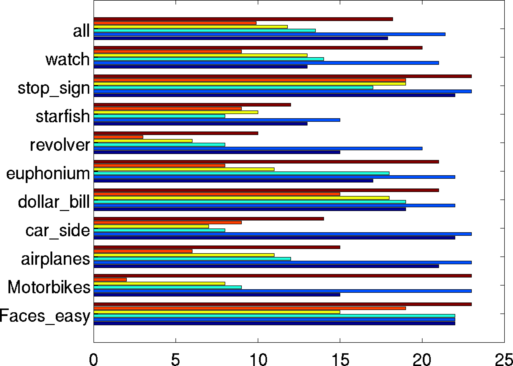 all
watch
stop_sign
starfish
revolver
euphonium
dollar_bill
car_side
airplanes
Motorbikes
Faces_easy
0 5 10 15 20 25